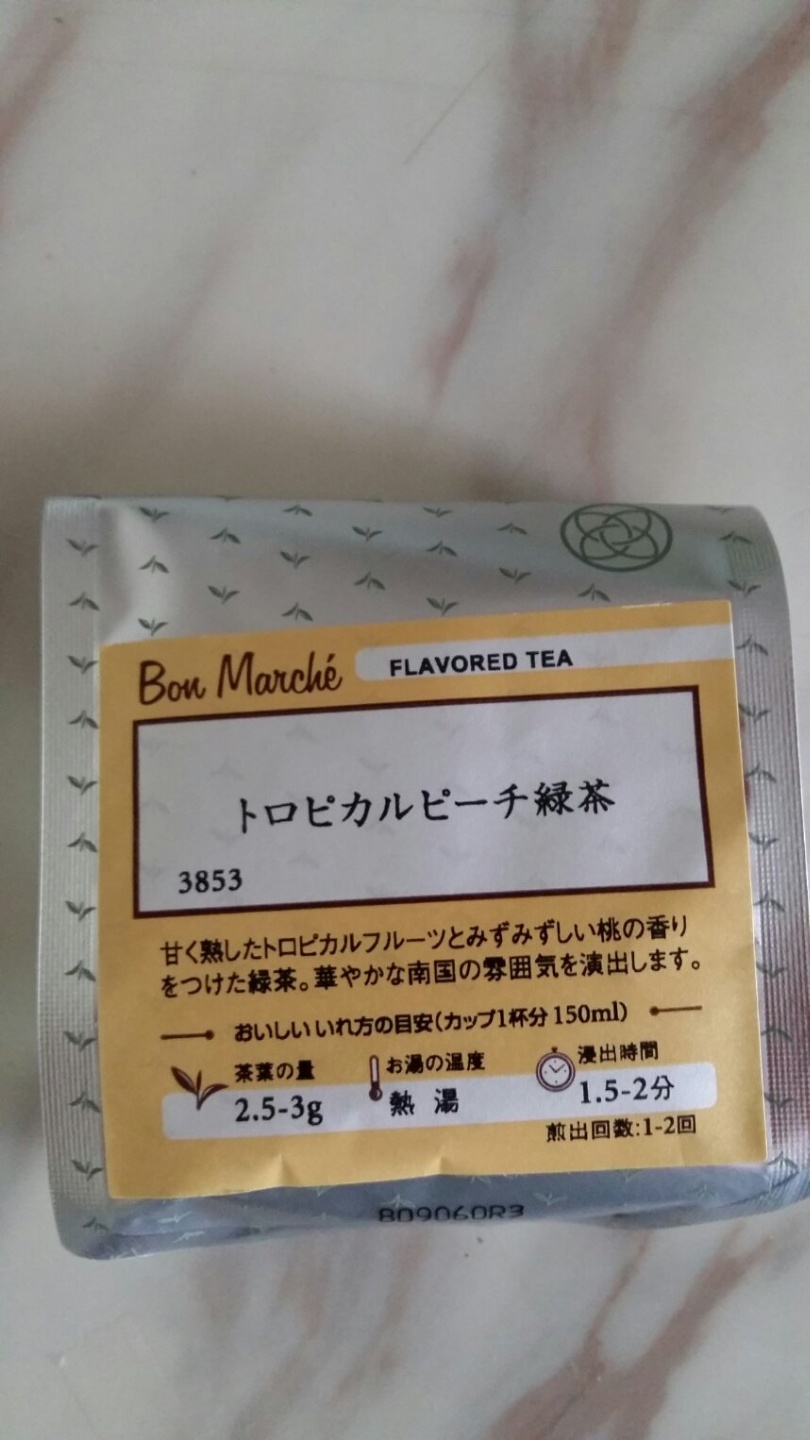 Bon Marché
FLAVORED TEA
トロピカルピーチ緑茶
3853
甘く熟したトロピカルフルーツとみずみずしい桃の香り
をつけた緑茶。華やかな南国の雰囲気を演出します。
おいしいいれ方の目安(カップ1杯分 150ml)
茶葉の量
2.5-3g
お湯の温度
熱 湯
浸出時間
1.5-2分
煎出回数:1-2回